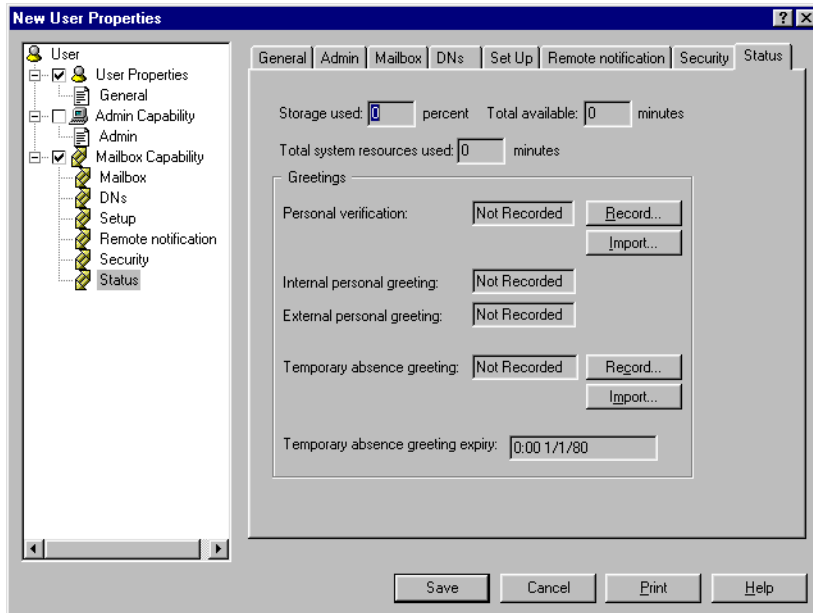 New User Properties
User
User Properties
General
Admin Capability
Admin
Mailbox Capability
Mailbox
DNs
Setup
Remote notification
Security
Status
General Admin Mailbox DNs Set Up Remote notification Security Status
Storage used: 0 percent Total available: 0 minutes
Total system resources used: 0 minutes
Greetings
Personal verification: Not Recorded Record...
Import...
Internal personal greeting: Not Recorded
External personal greeting: Not Recorded
Temporary absence greeting: Not Recorded Record...
Import...
Temporary absence greeting expiry: 0:00 1/1/80
Save Cancel Print Help